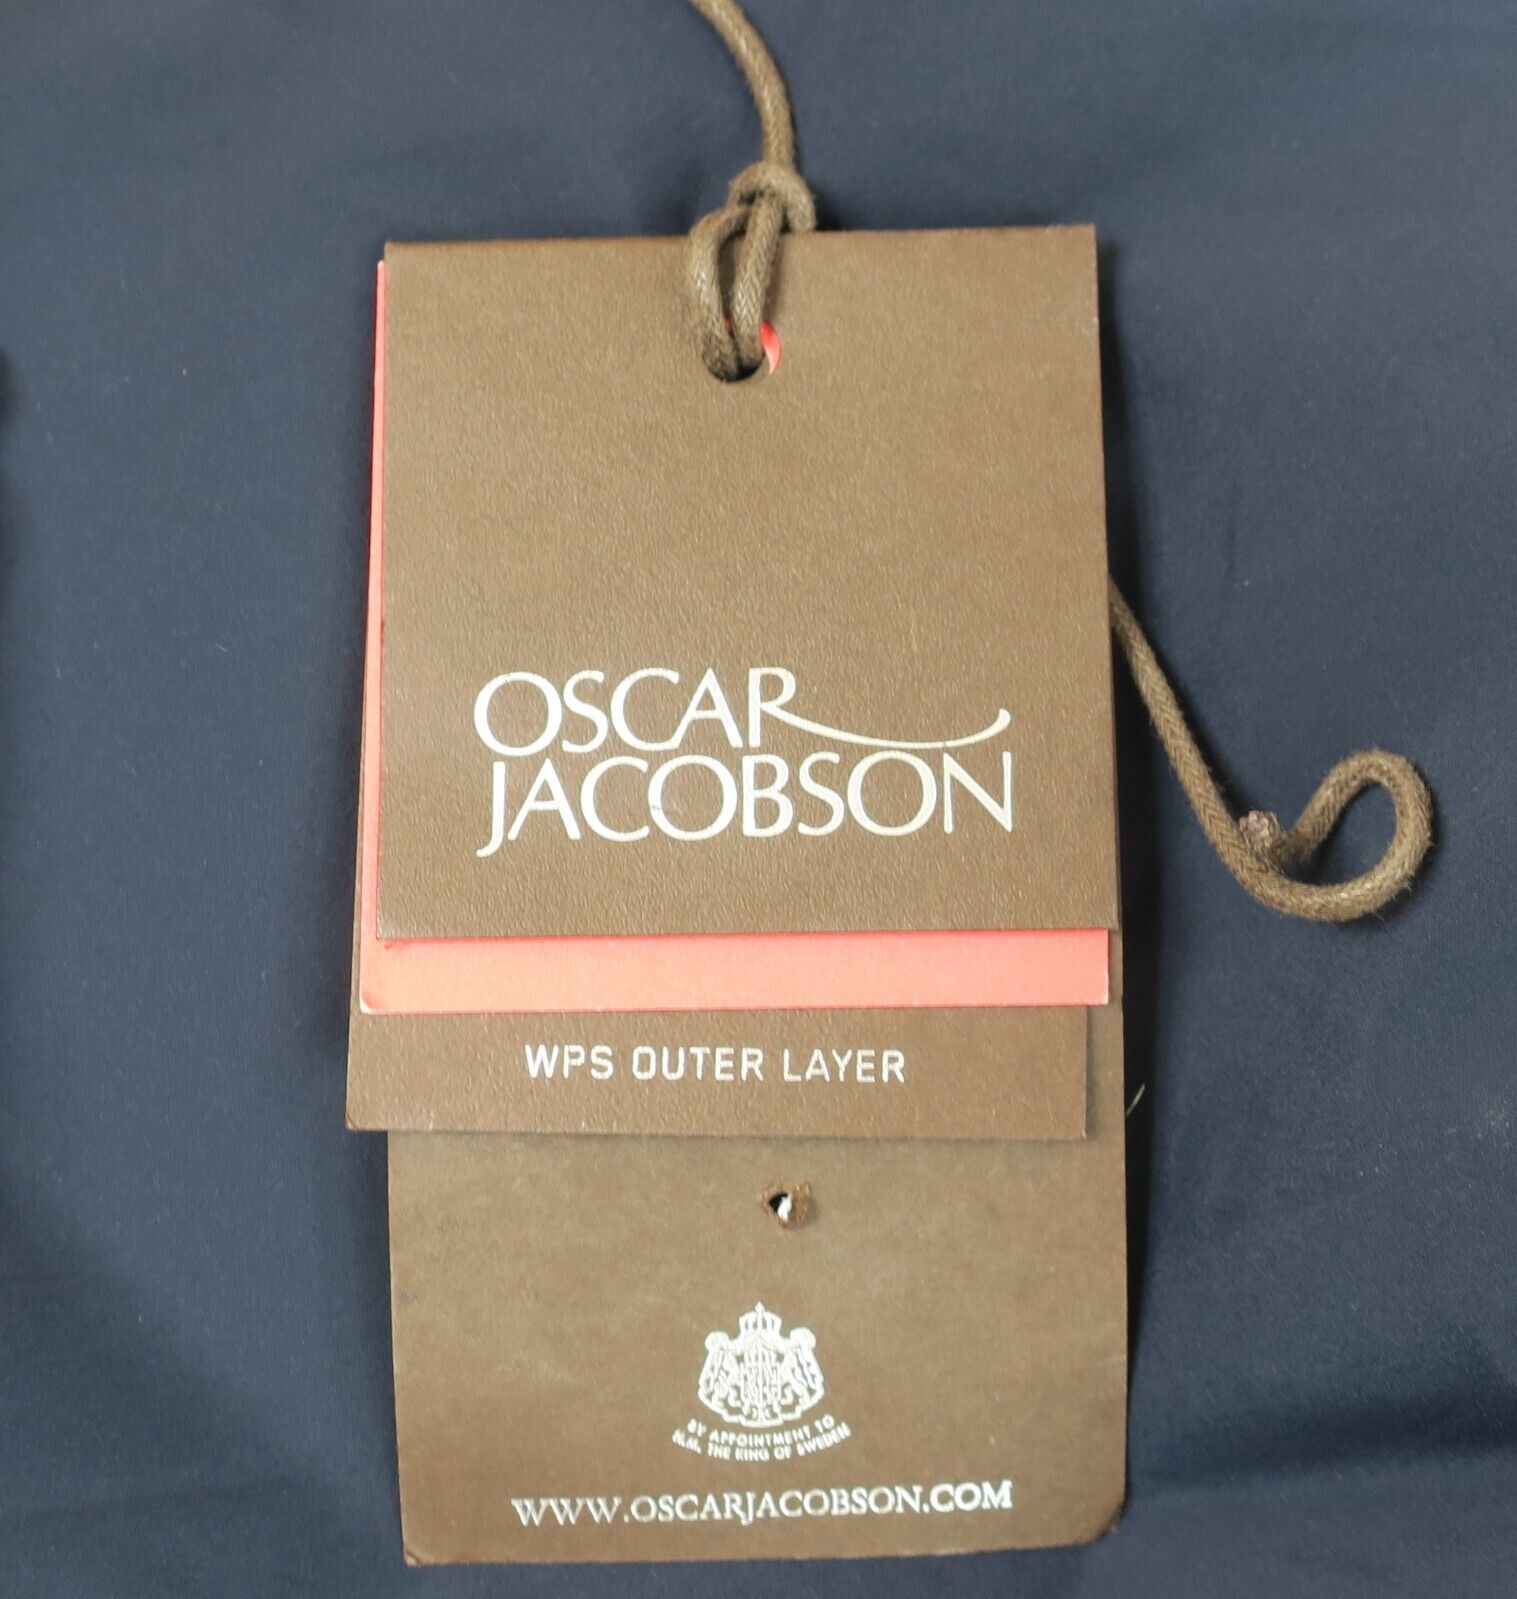 OSCAR
JACOBSON
WPS OUTER LAYER
BY APPOINTMENT TO
H.M. THE KING OF SWEDEN
WWW.OSCARJACOBSON.COM